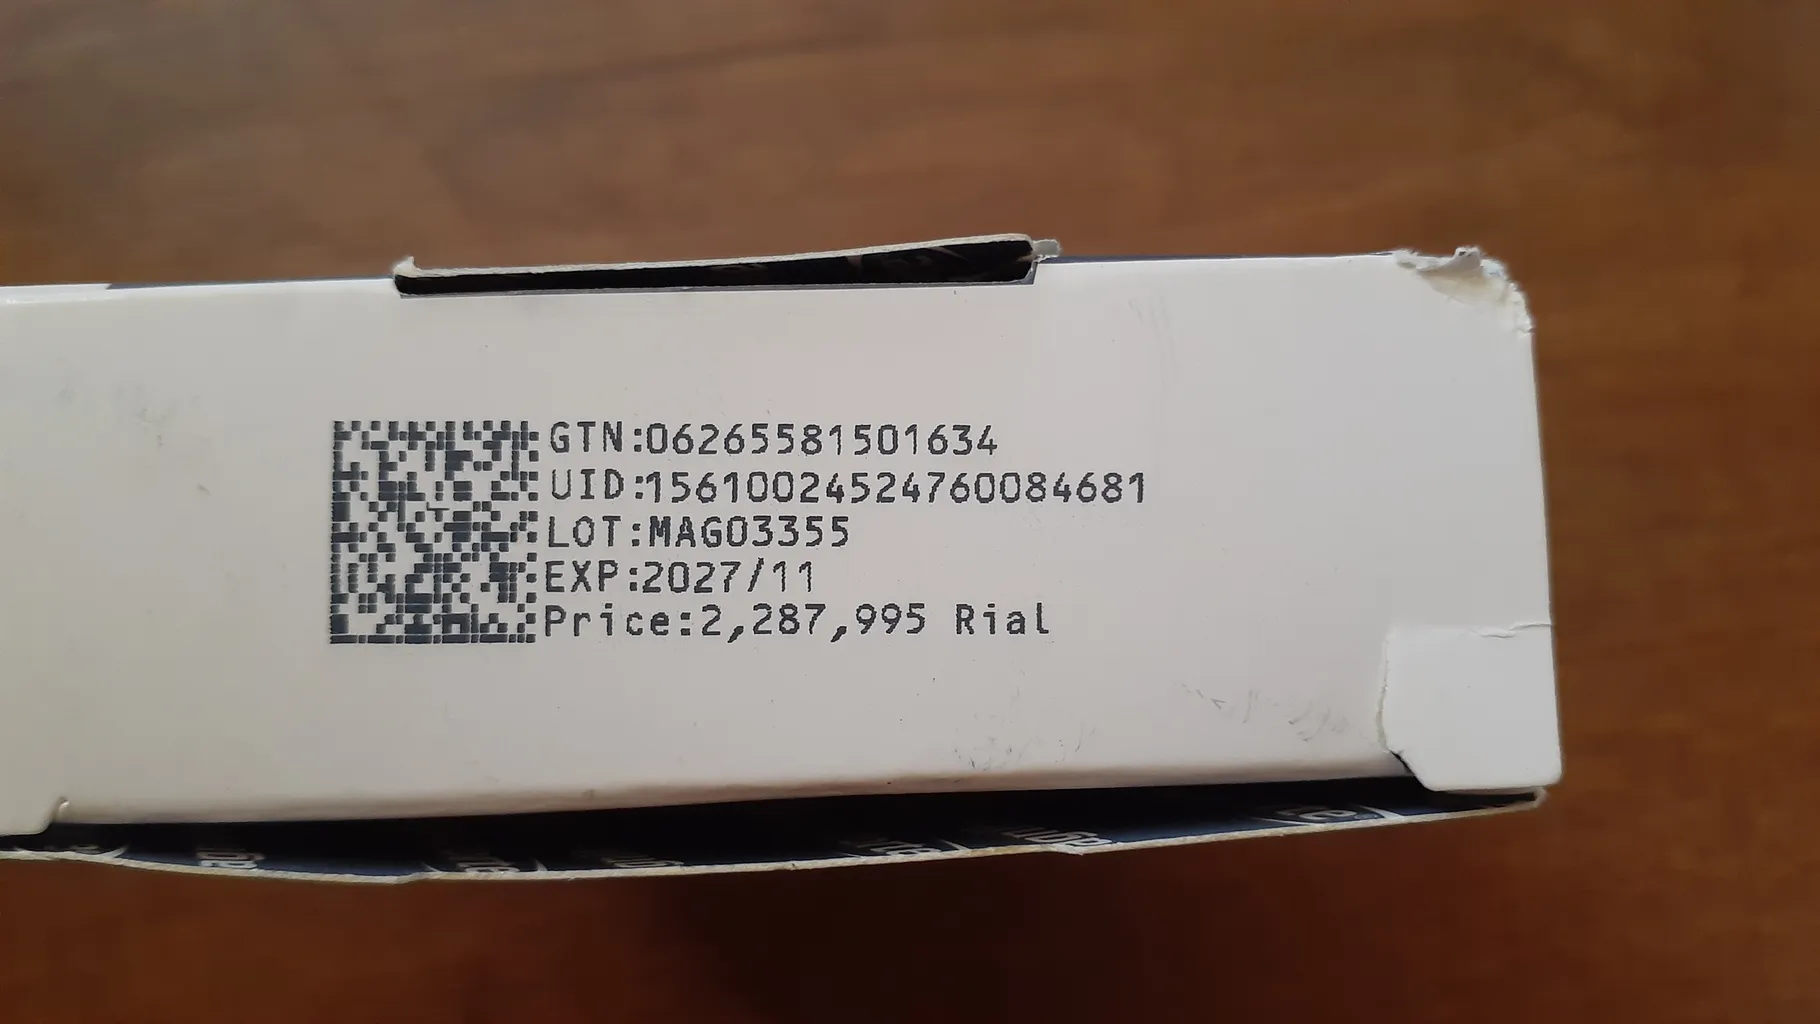 GTN:06265581501634
UID:15610024524760084681
LOT:MAG03355
EXP:2027/11
Price:2,287,995 Rial